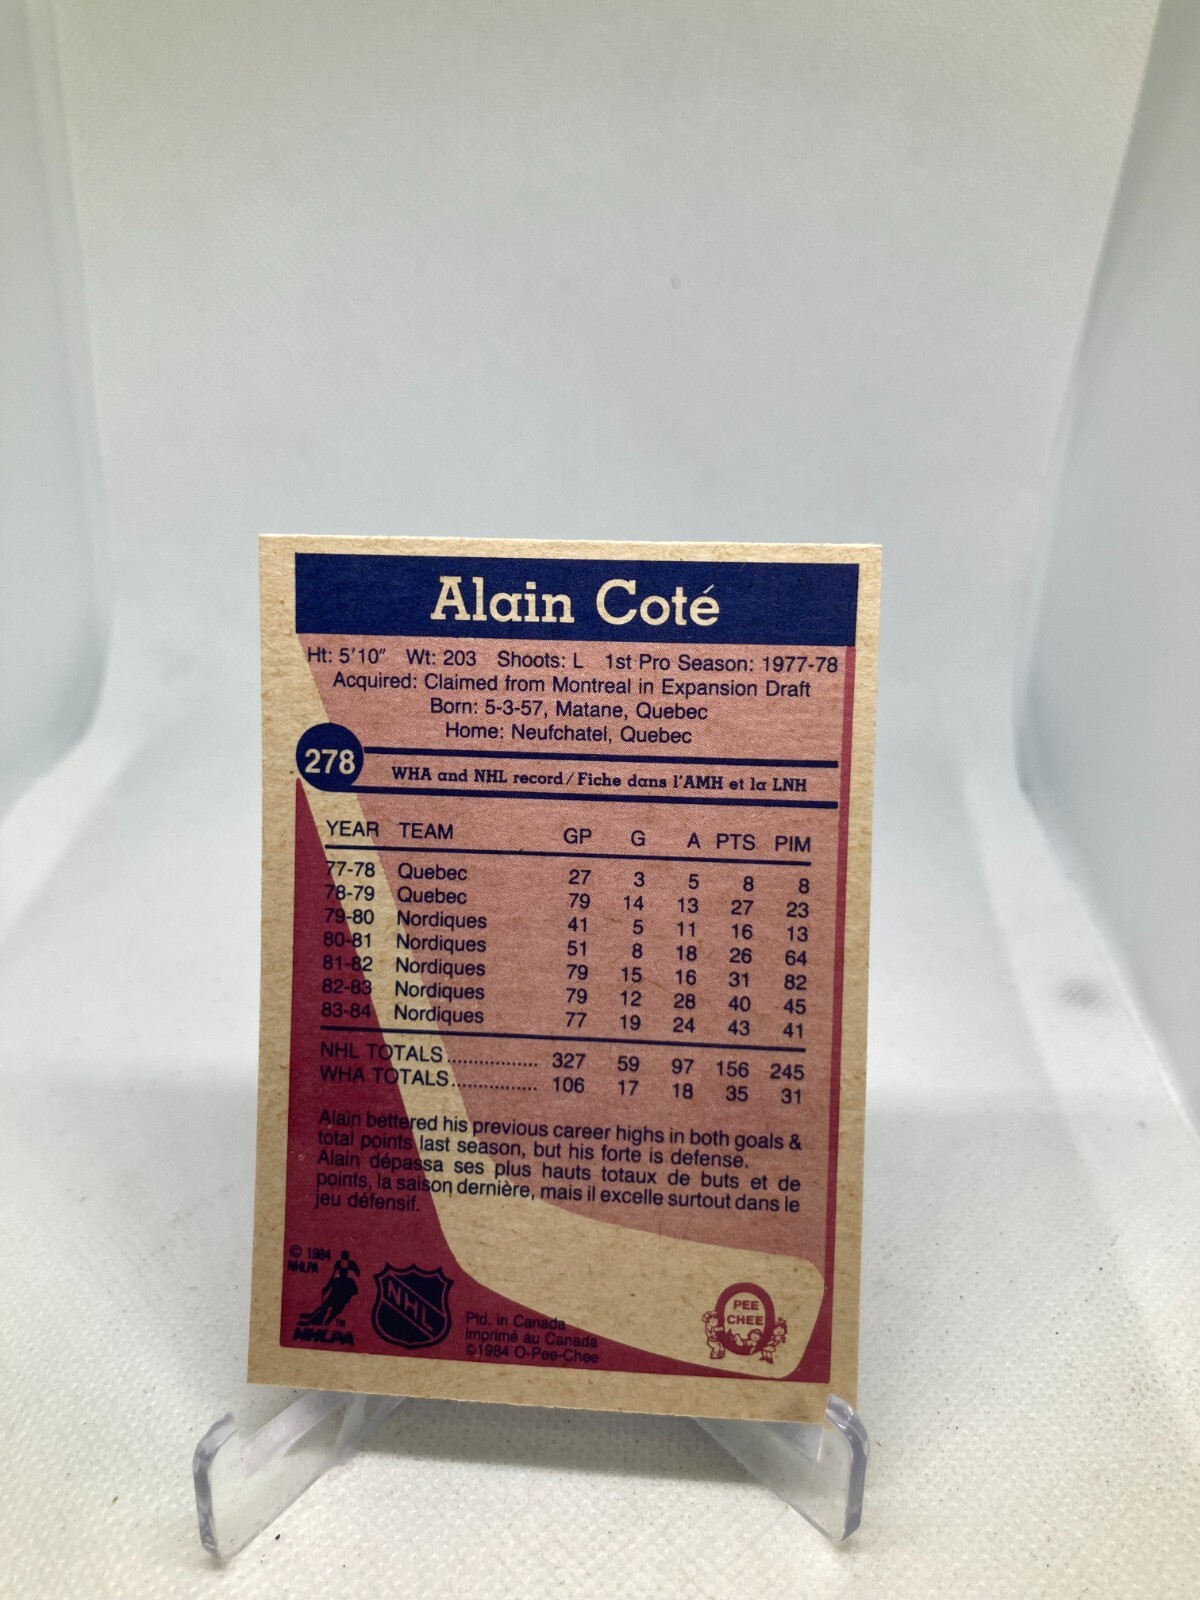 Alain Coté
Ht: 5'10" Wt: 203 Shoots: L 1st Pro Season: 1977-78
Acquired: Claimed from Montreal in Expansion Draft
Born: 5-3-57, Matane, Quebec
Home: Neufchatel, Quebec
278
WHA and NHL record/Fiche dans l'AMH et la LNH
YEAR TEAM GP G A PTS PIM
77-78 Quebec 27 3 5 8 8
78-79 Quebec 79 14 13 27 23
79-80 Nordiques 41 5 11 16 13
80-81 Nordiques 51 8 18 26 64
81-82 Nordiques 79 15 16 31 82
82-83 Nordiques 79 12 28 40 45
83-84 Nordiques 77 19 24 43 41
NHL TOTALS................. 327 59 97 156 245
WHA TOTALS................ 106 17 18 35 31
Alain bettered his previous career highs in both goals &
total points last season, but his forte is defense.
Alain dépassa ses plus hauts totaux de buts et de
points, la saison dernière, mais il excelle surtout dans le
jeu défensif.
© 1984
NHLPA
TM
NHLPA
NHL
Ptd. in Canada
Imprimé au Canada
©1984 O-Pee-Chee
O
PEE
CHEE